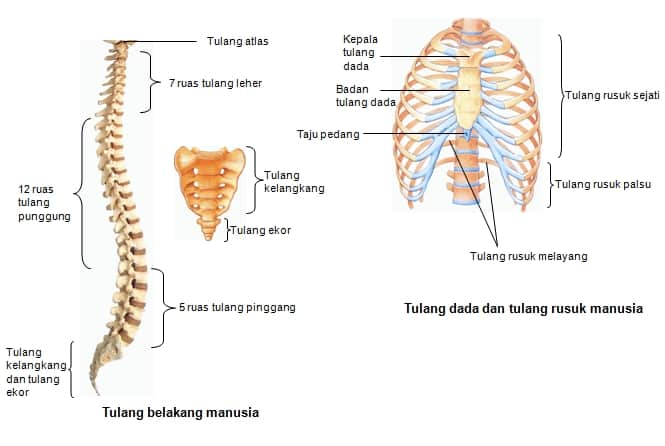 Tulang atlas
7 ruas tulang leher
12 ruas
tulang
punggung
Tulang
kelangkang
Tulang ekor
5 ruas tulang pinggang
Tulang
kelangkang
dan tulang
ekor
Tulang belakang manusia
Kepala
tulang
dada
Badan
tulang dada
Taju pedang
Tulang rusuk sejati
Tulang rusuk palsu
Tulang rusuk melayang
Tulang dada dan tulang rusuk manusia